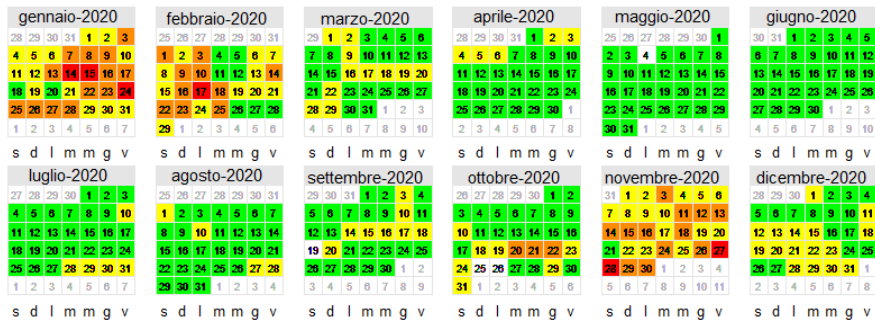 gennaio-2020
28 29 30 31 1 2 3
4 5 6 7 8 9 10
11 12 13 14 15 16 17
18 19 20 21 22 23 24
25 26 27 28 29 30 31
1 2 3 4 5 6 7
s d l m m g v
febbraio-2020
25 26 27 28 29 30 31
1 2 3 4 5 6 7
8 9 10 11 12 13 14
15 16 17 18 19 20 21
22 23 24 25 26 27 28
29 1 2 3 4 5 6
s d l m m g v
marzo-2020
29 1 2 3 4 5 6
7 8 9 10 11 12 13
14 15 16 17 18 19 20
21 22 23 24 25 26 27
28 29 30 31 1 2 3
4 5 6 7 8 9 10
s d l m m g v
aprile-2020
28 29 30 31 1 2 3
4 5 6 7 8 9 10
11 12 13 14 15 16 17
18 19 20 21 22 23 24
25 26 27 28 29 30 1
2 3 4 5 6 7 8
s d l m m g v
maggio-2020
25 26 27 28 29 30 1
2 3 4 5 6 7 8
9 10 11 12 13 14 15
16 17 18 19 20 21 22
23 24 25 26 27 28 29
30 31 1 2 3 4 5
s d l m m g v
giugno-2020
30 31 1 2 3 4 5
6 7 8 9 10 11 12
13 14 15 16 17 18 19
20 21 22 23 24 25 26
27 28 29 30 1 2 3
4 5 6 7 8 9 10
s d l m m g v
luglio-2020
27 28 29 30 1 2 3
4 5 6 7 8 9 10
11 12 13 14 15 16 17
18 19 20 21 22 23 24
25 26 27 28 29 30 31
1 2 3 4 5 6 7
s d l m m g v
agosto-2020
25 26 27 28 29 30 31
1 2 3 4 5 6 7
8 9 10 11 12 13 14
15 16 17 18 19 20 21
22 23 24 25 26 27 28
29 30 31 1 2 3 4
s d l m m g v
settembre-2020
29 30 31 1 2 3 4
5 6 7 8 9 10 11
12 13 14 15 16 17 18
19 20 21 22 23 24 25
26 27 28 29 30 1 2
3 4 5 6 7 8 9
s d l m m g v
ottobre-2020
26 27 28 29 30 1 2
3 4 5 6 7 8 9
10 11 12 13 14 15 16
17 18 19 20 21 22 23
24 25 26 27 28 29 30
31 1 2 3 4 5 6
s d l m m g v
novembre-2020
31 1 2 3 4 5 6
7 8 9 10 11 12 13
14 15 16 17 18 19 20
21 22 23 24 25 26 27
28 29 30 1 2 3 4
5 6 7 8 9 10 11
s d l m m g v
dicembre-2020
28 29 30 1 2 3 4
5 6 7 8 9 10 11
12 13 14 15 16 17 18
19 20 21 22 23 24 25
26 27 28 29 30 31 1
2 3 4 5 6 7 8
s d l m m g v